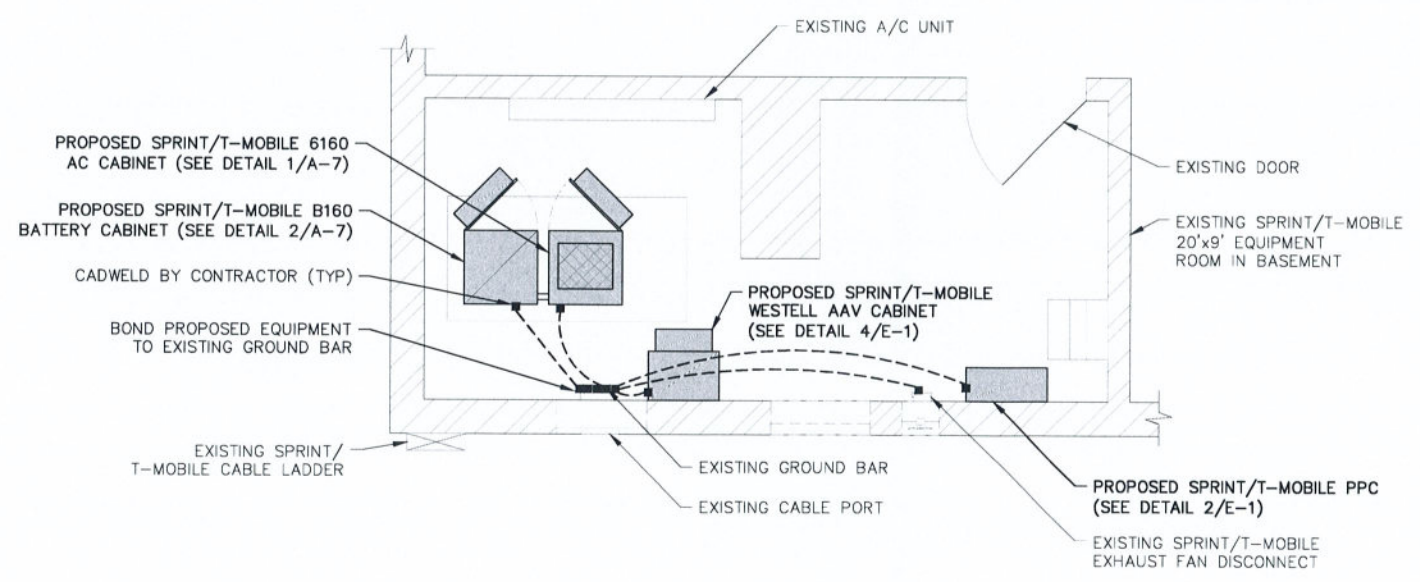 EXISTING A/C UNIT
PROPOSED SPRINT/T-MOBILE 6160
AC CABINET (SEE DETAIL 1/A-7)
PROPOSED SPRINT/T-MOBILE B160
BATTERY CABINET (SEE DETAIL 2/A-7)
CADWELD BY CONTRACTOR (TYP)
BOND PROPOSED EQUIPMENT
TO EXISTING GROUND BAR
EXISTING DOOR
EXISTING SPRINT/T-MOBILE
20'x9' EQUIPMENT
ROOM IN BASEMENT
PROPOSED SPRINT/T-MOBILE
WESTELL AAV CABINET
(SEE DETAIL 4/E-1)
EXISTING SPRINT/
T-MOBILE CABLE LADDER
EXISTING GROUND BAR
EXISTING CABLE PORT
PROPOSED SPRINT/T-MOBILE PPC
(SEE DETAIL 2/E-1)
EXISTING SPRINT/T-MOBILE
EXHAUST FAN DISCONNECT